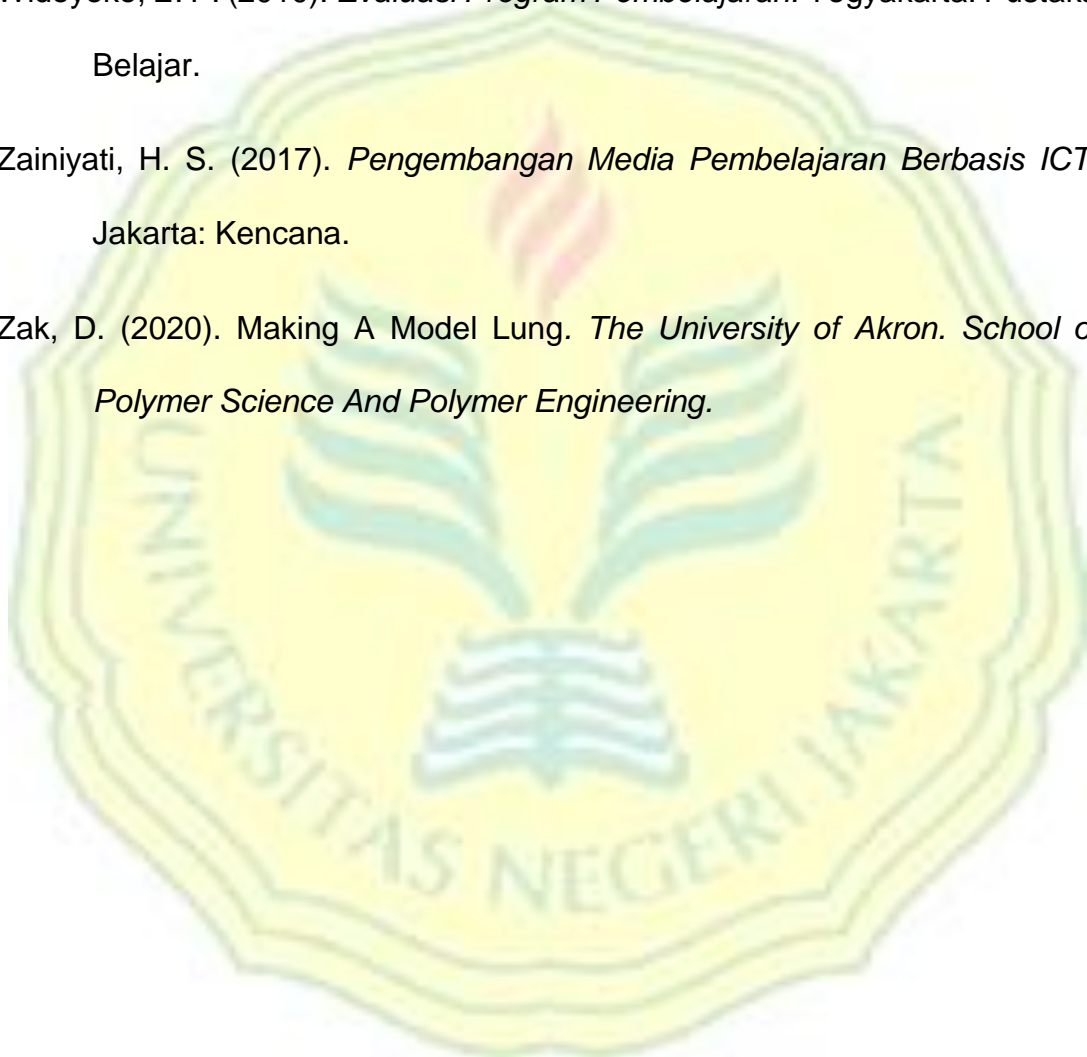 Belajar.
Zainiyati, H. S. (2017). Pengembangan Media Pembelajaran Berbasis ICT
Jakarta: Kencana.
Zak, D. (2020). Making A Model Lung. The University of Akron. School o
Polymer Science And Polymer Engineering.
UNIVERSITAS NEGERI JAKARTA